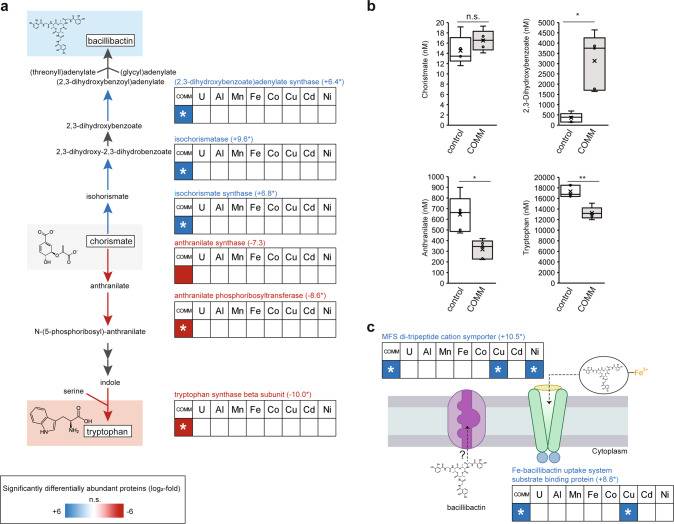 a
bacillibactin
(threonyl)adenylate
(glycyl)adenylate
(2,3-dihydroxybenzoyl)adenylate
(2,3-dihydroxybenzoate)adenylate synthase (+6.4*)
COMM U Al Mn Fe Co Cu Cd Ni
*
2,3-dihydroxybenzoate
isochorismatase (+9.6*)
COMM U Al Mn Fe Co Cu Cd Ni
*
2,3-dihydroxy-2,3-dihydrobenzoate
isohorismate
isochorismate synthase (+6.8*)
COMM U Al Mn Fe Co Cu Cd Ni
*
chorismate
anthranilate synthase (-7.3)
COMM U Al Mn Fe Co Cu Cd Ni
anthranilate
anthranilate phosphoribosyltransferase (-8.6*)
COMM U Al Mn Fe Co Cu Cd Ni
*
N-(5-phosphoribosyl)-anthranilate
indole
serine
tryptophan synthase beta subunit (-10.0*)
COMM U Al Mn Fe Co Cu Cd Ni
*
tryptophan
Significantly differentially abundant proteins (log₂-fold)
n.s.
+6
-6
b
n.s.
Chorismate (nM)
25
20
15
10
5
0
control
COMM
*
2,3-Dihydroxybenzoate (nM)
5000
4500
4000
3500
3000
2500
2000
1500
1000
500
0
control
COMM
*
Anthranilate (nM)
1000
900
800
700
600
500
400
300
200
100
0
control
COMM
**
Tryptophan (nM)
20000
18000
16000
14000
12000
10000
8000
6000
4000
2000
0
control
COMM
c
MFS di-tripeptide cation symporter (+10.5*)
COMM U Al Mn Fe Co Cu Cd Ni
* * *
Fe³⁺
Cytoplasm
?
bacillibactin
Fe-bacillibactin uptake system
substrate binding protein (+8.8*)
COMM U Al Mn Fe Co Cu Cd Ni
* *